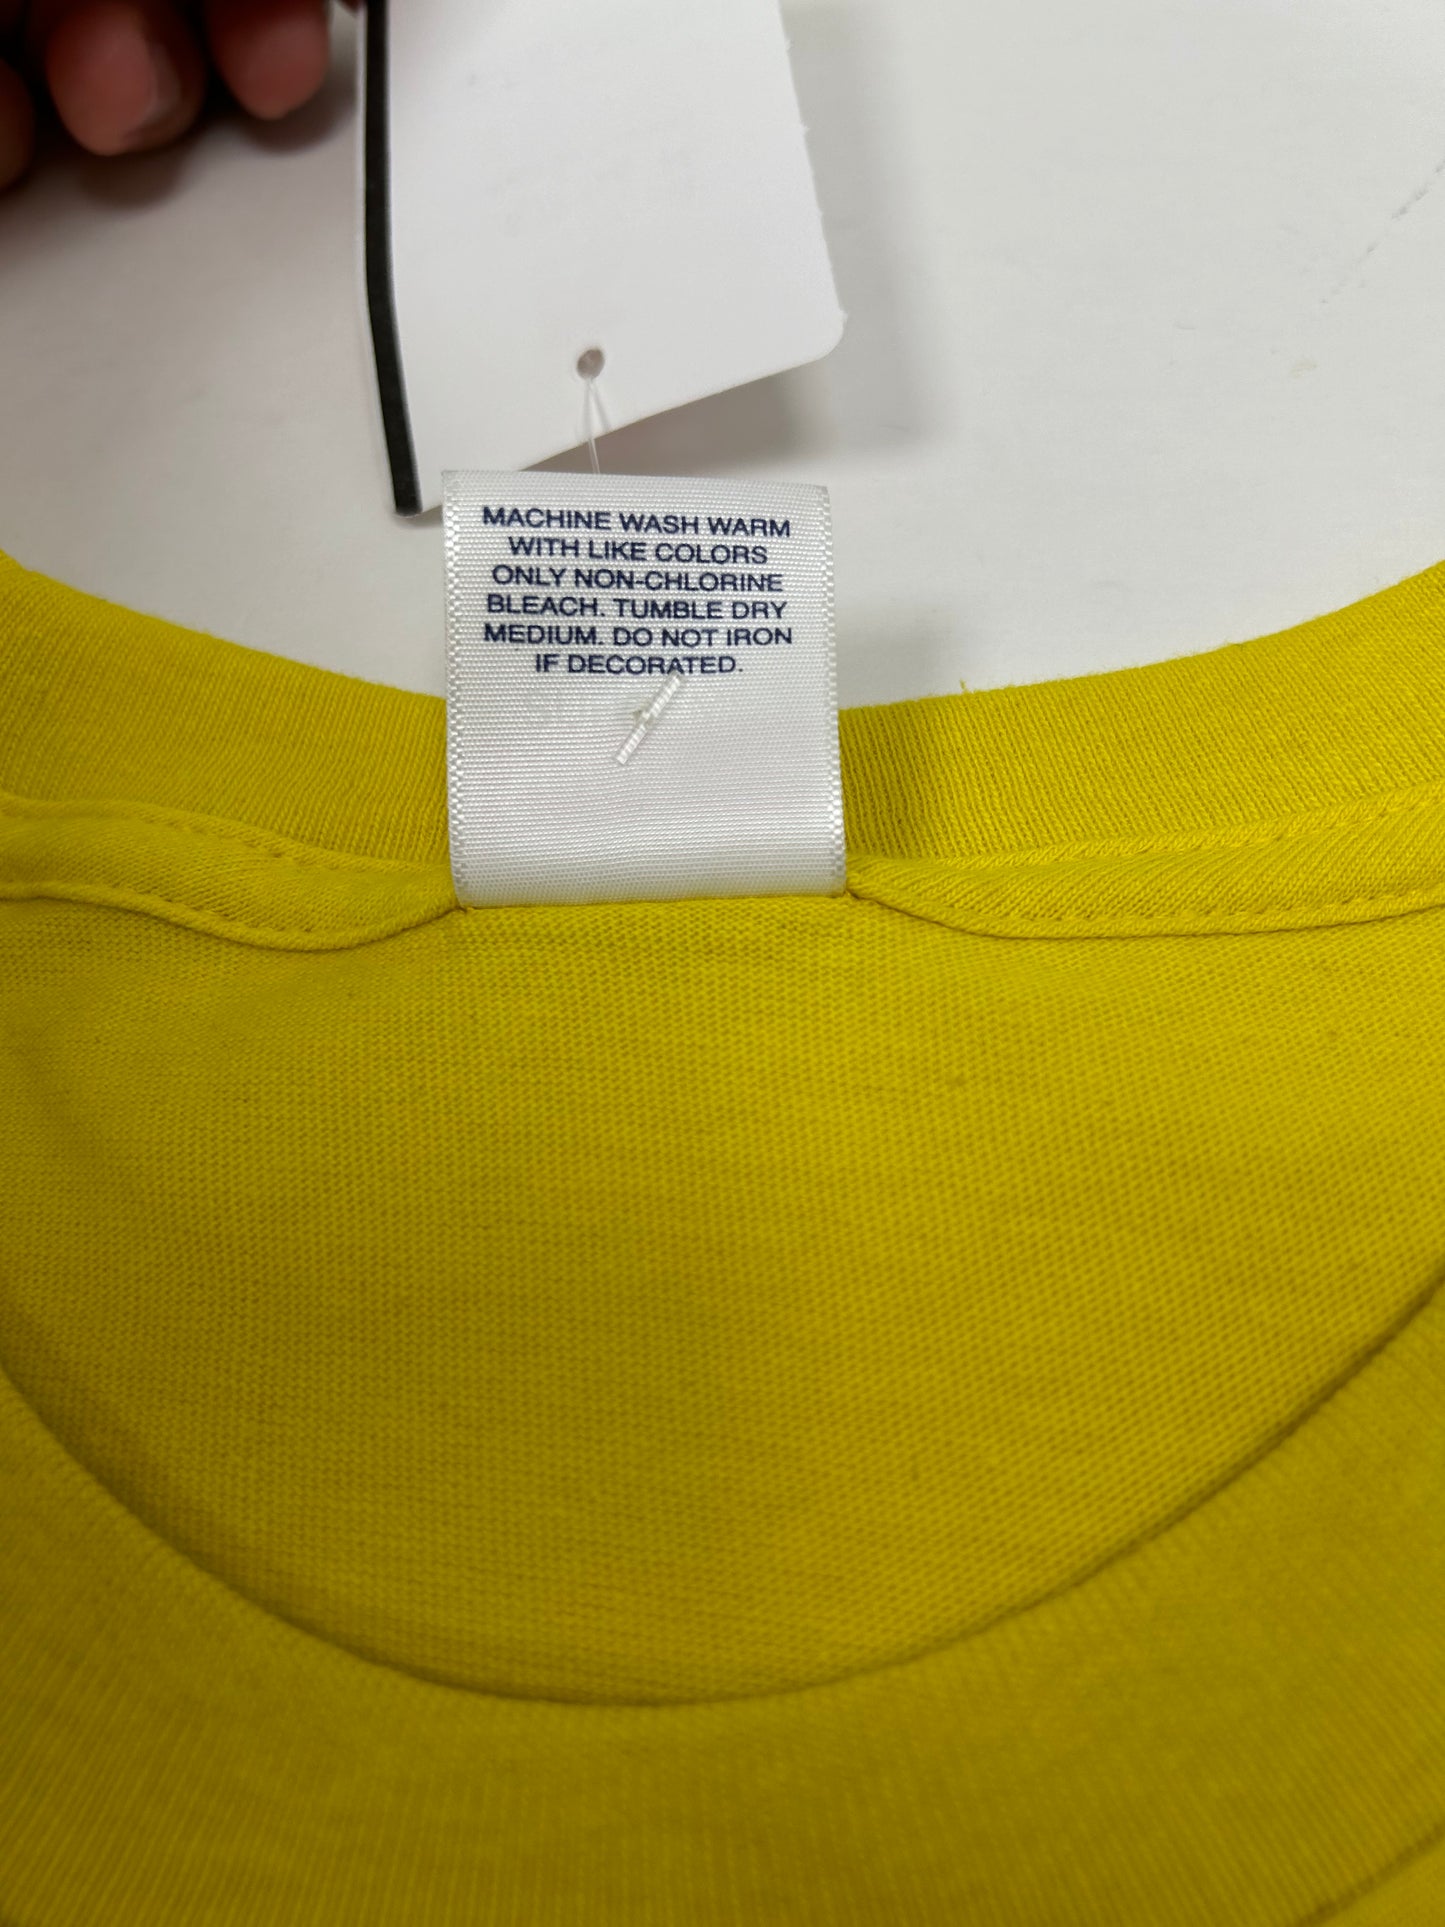 MACHINE WASH WARM
WITH LIKE COLORS
ONLY NON-CHLORINE
BLEACH. TUMBLE DRY
MEDIUM. DO NOT IRON
IF DECORATED.